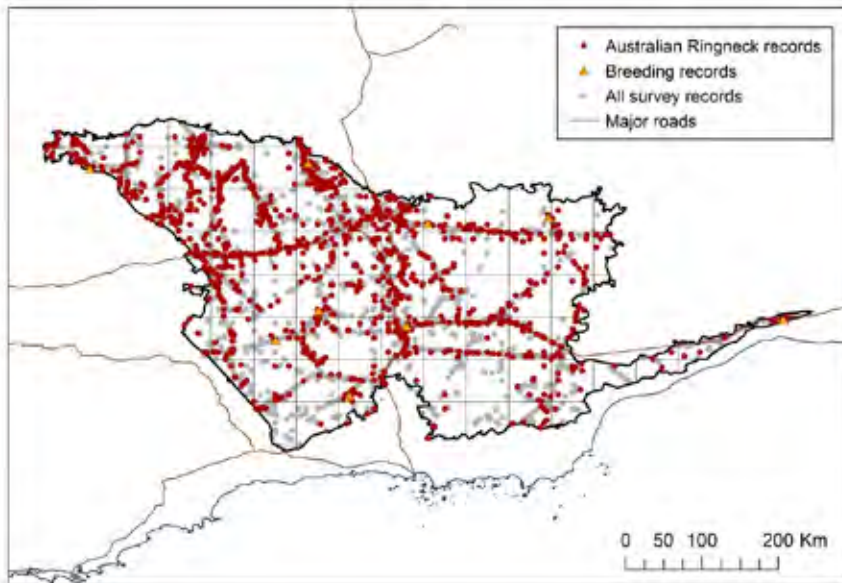 Australian Ringneck records
Breeding records
All survey records
Major roads
0 50 100 200 Km